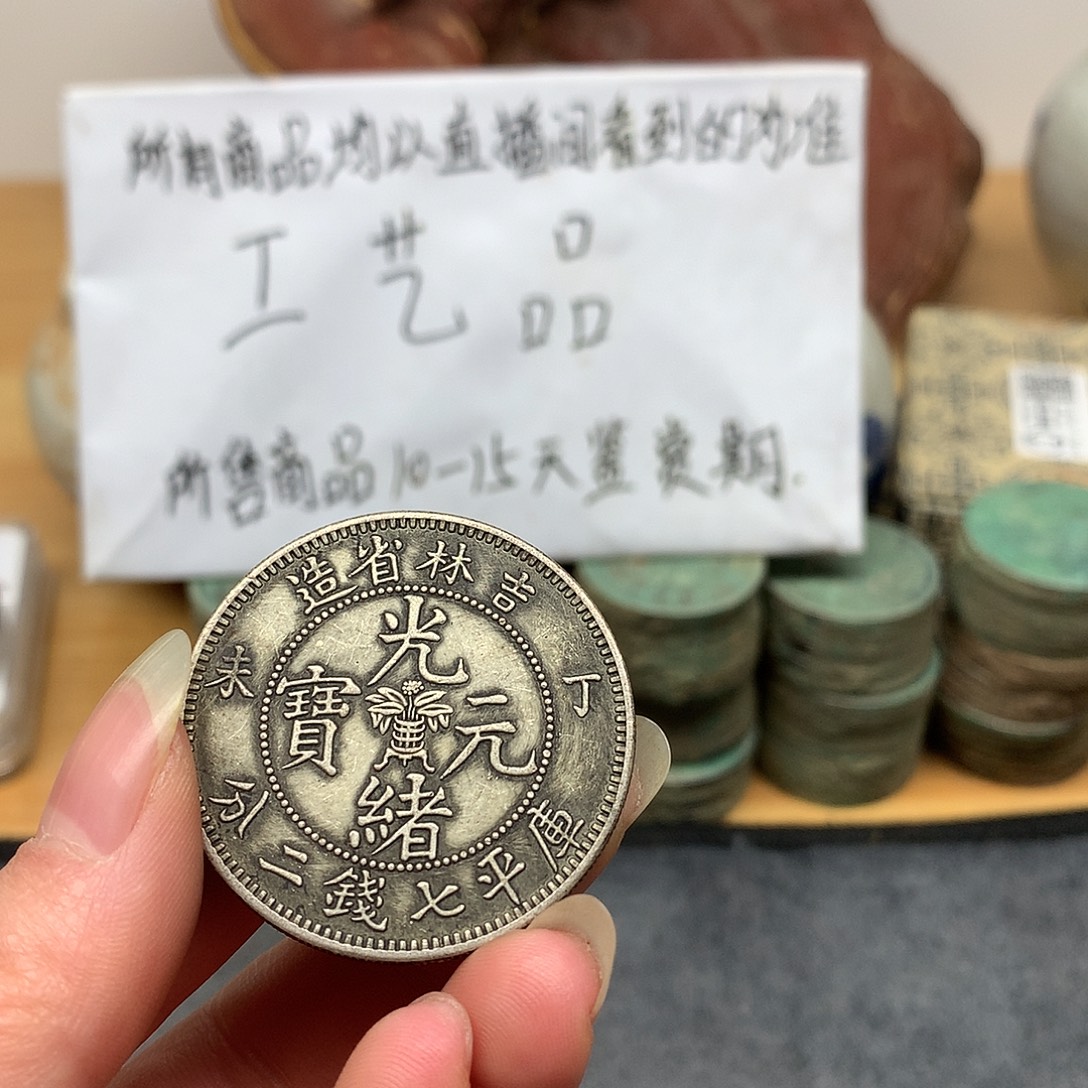 所有商品均以直播间看到的为准
工艺品
所售商品10-15天置换期.
吉林省造
丁未
光緒元寶
庫平七錢二分